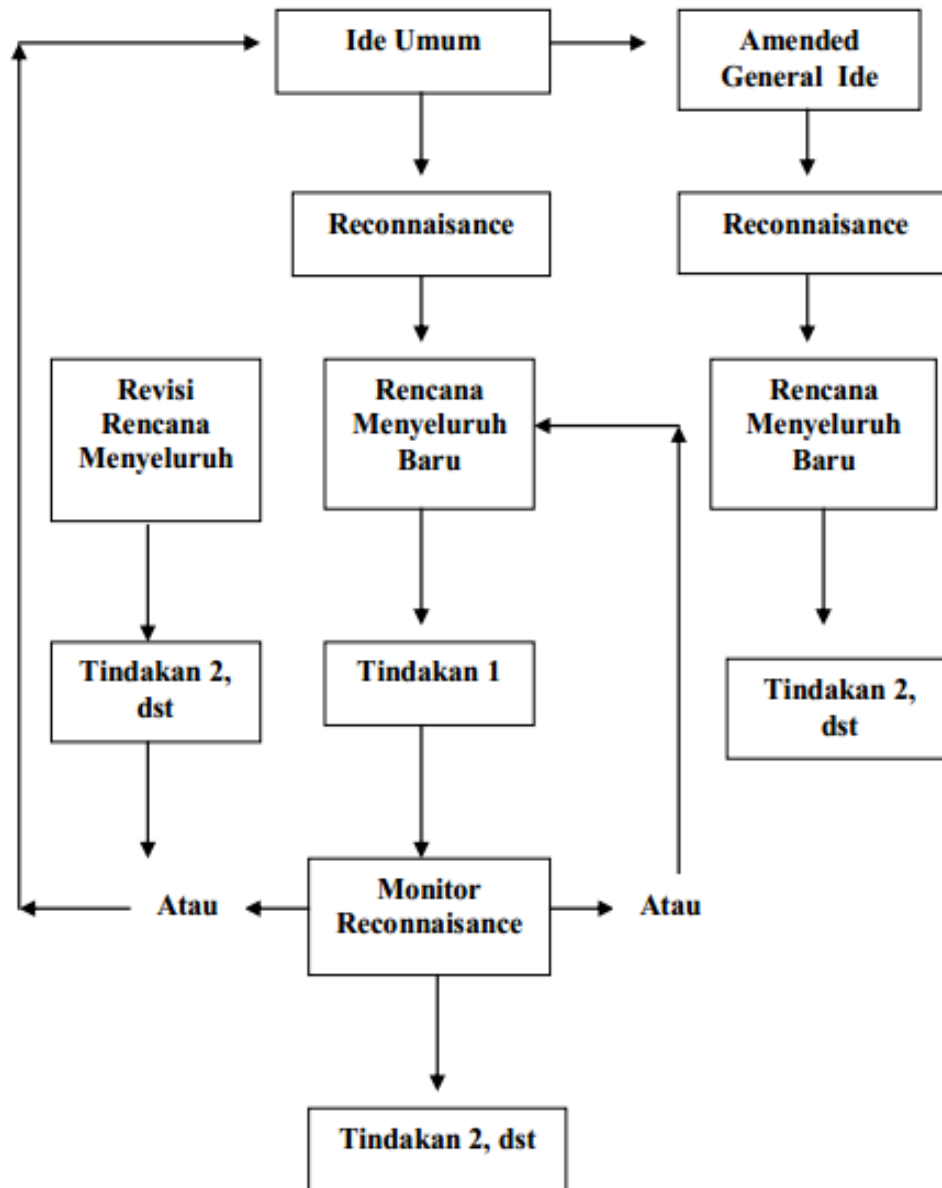 Ide Umum
Amended
General Ide
Reconnaisance
Reconnaisance
Revisi
Rencana
Menyeluruh
Rencana
Menyeluruh
Baru
Rencana
Menyeluruh
Baru
Tindakan 2,
dst
Tindakan 1
Tindakan 2,
dst
Atau
Monitor
Reconnaisance
Atau
Tindakan 2, dst